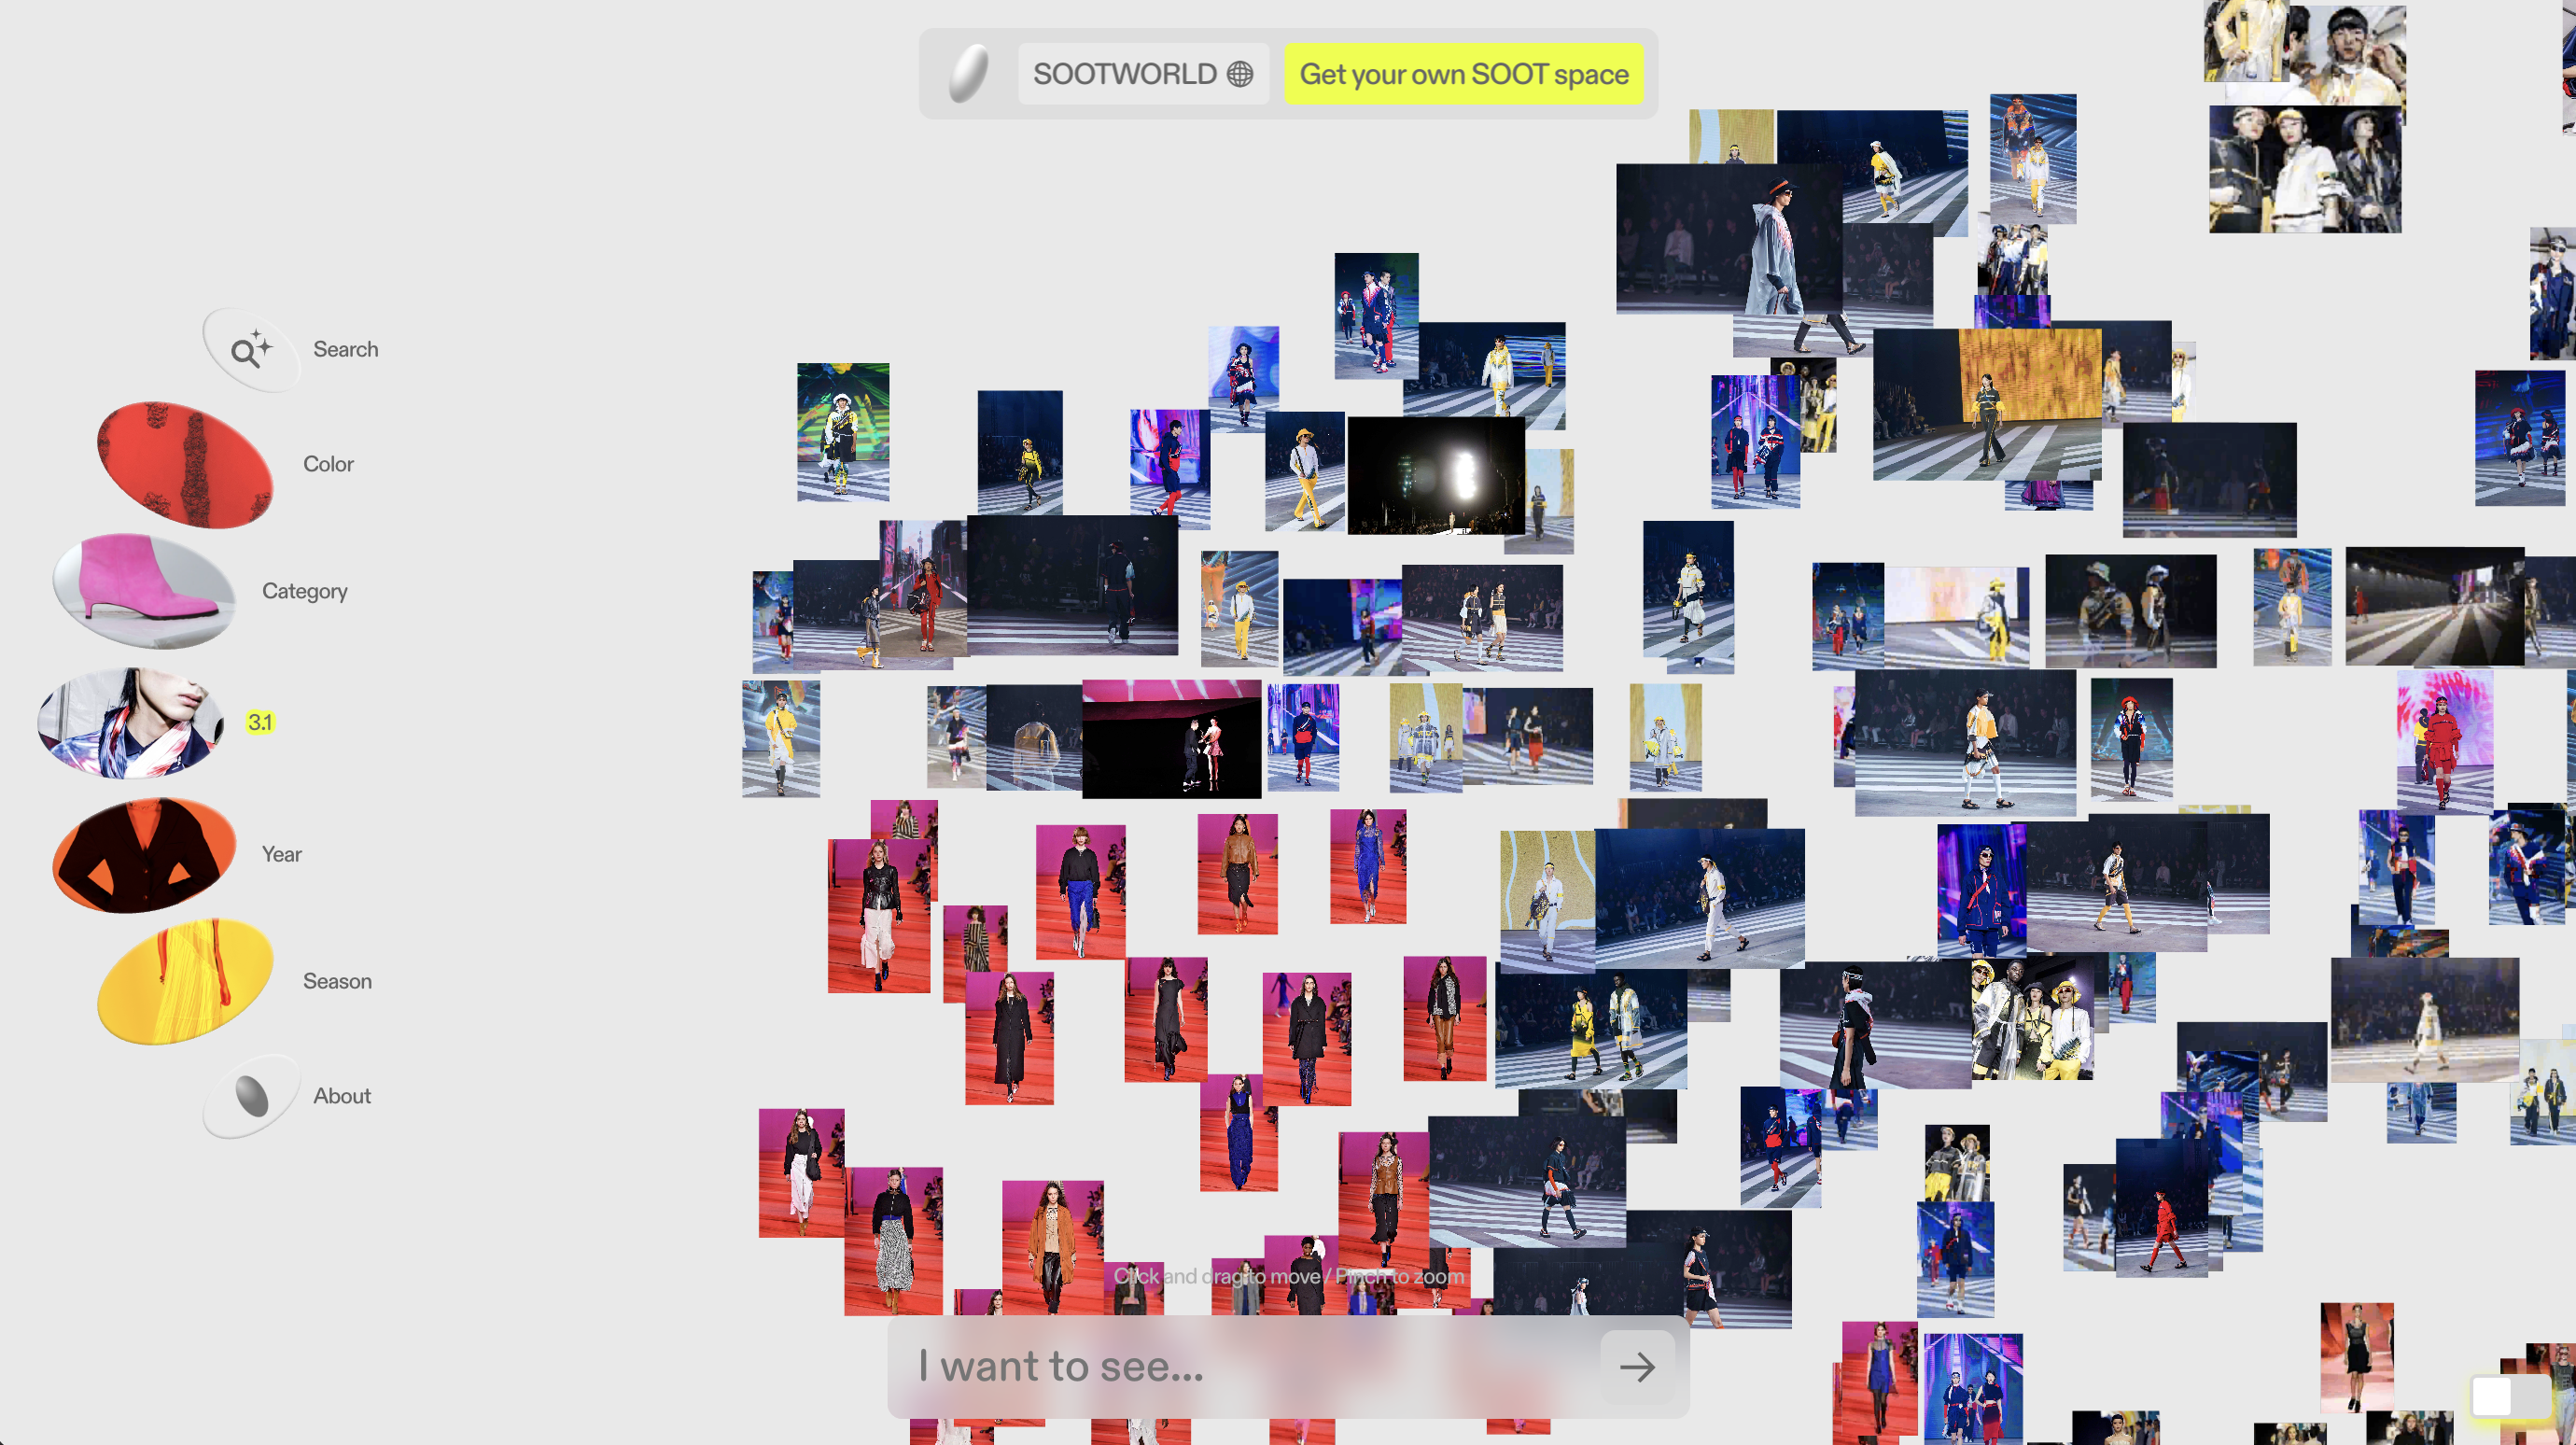 SOOTWORLD
Get your own SOOT space
Search
Color
Category
3.1
Year
Season
About
Click and drag to move / Pinch to zoom
I want to see...